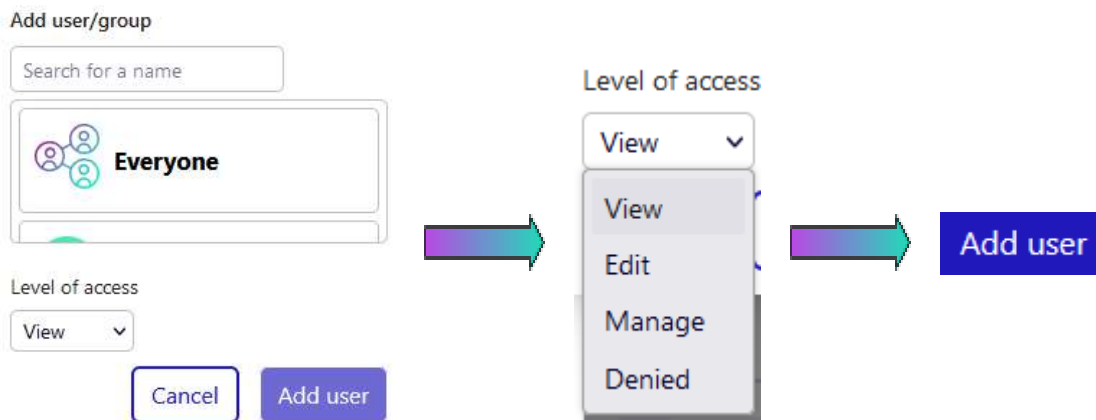 Add user/group
Search for a name
Everyone
Level of access
View
Cancel
Add user
Level of access
View
View
Edit
Manage
Denied
Add user